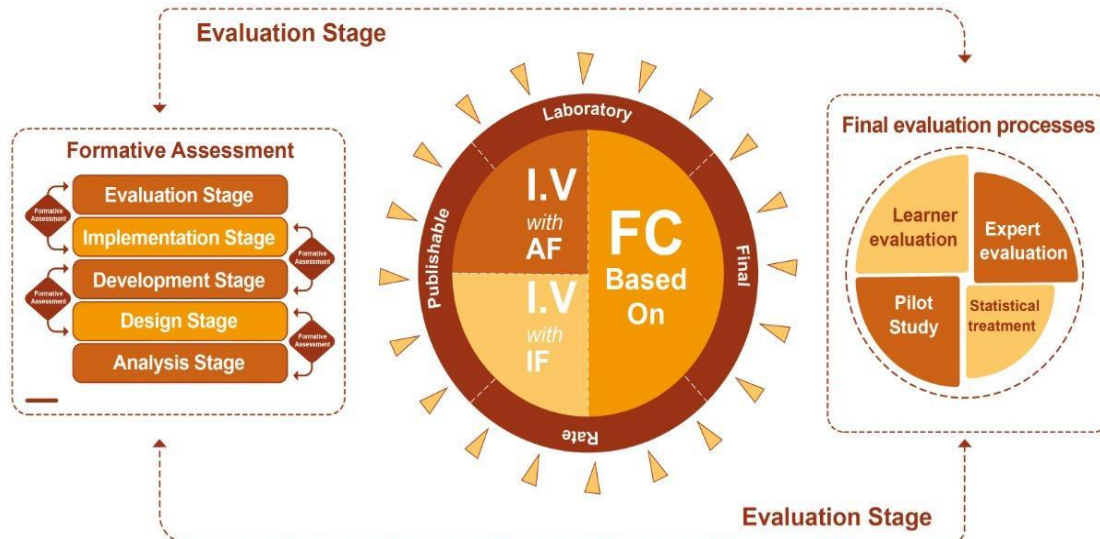 Evaluation Stage
Formative Assessment
Evaluation Stage
Implementation Stage
Development Stage
Design Stage
Analysis Stage
Formative
Assessment
Formative
Assessment
Formative
Assessment
Formative
Assessment
Laboratory
Publishable
Final
Rate
I.V
with
AF
I.V
with
IF
FC
Based
On
Final evaluation processes
Learner
evaluation
Expert
evaluation
Pilot
Study
Statistical
treatment
Evaluation Stage